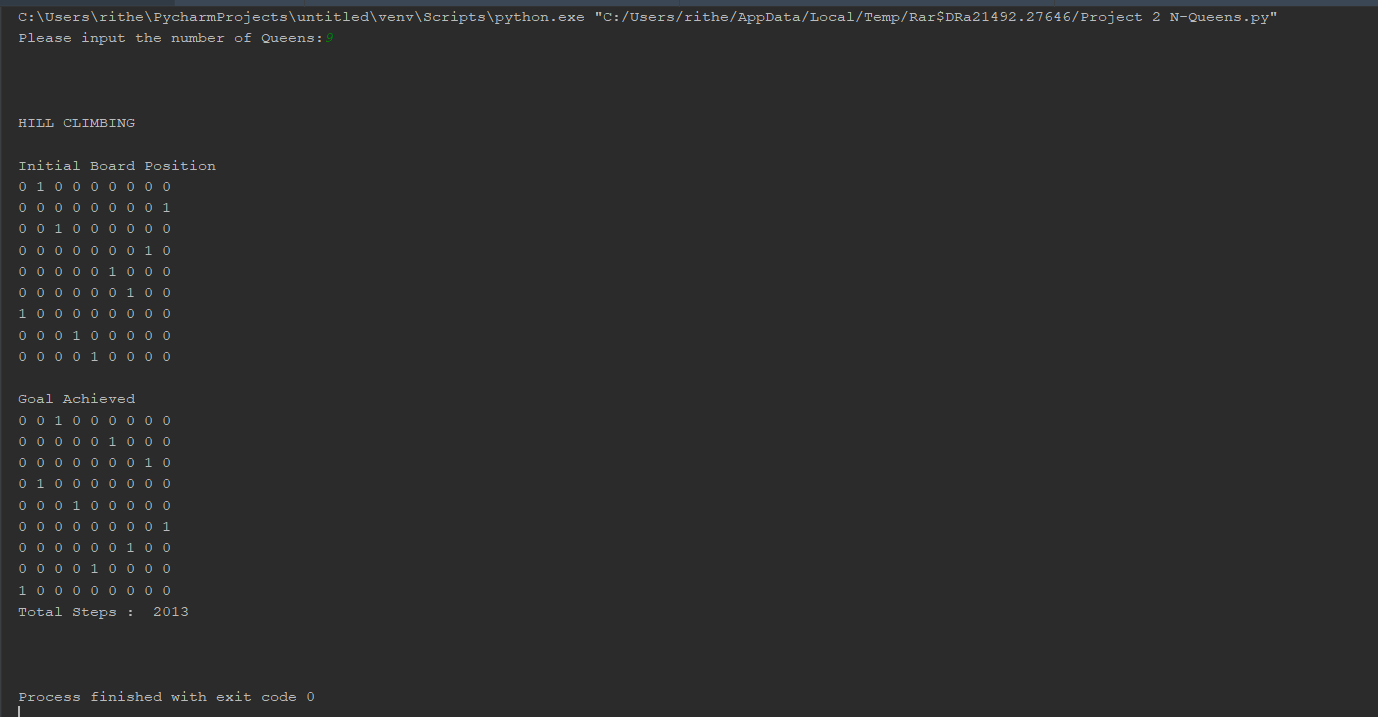 C:\Users\rithe\PycharmProjects\untitled\venv\Scripts\python.exe "C:/Users/rithe/AppData/Local/Temp/Rar$DRa21492.27646/Project 2 N-Queens.py"
Please input the number of Queens:9
HILL CLIMBING
Initial Board Position
0 1 0 0 0 0 0 0 0
0 0 0 0 0 0 0 0 1
0 0 1 0 0 0 0 0 0
0 0 0 0 0 0 0 1 0
0 0 0 0 0 1 0 0 0
0 0 0 0 0 0 1 0 0
1 0 0 0 0 0 0 0 0
0 0 0 1 0 0 0 0 0
0 0 0 0 1 0 0 0 0
Goal Achieved
0 0 1 0 0 0 0 0 0
0 0 0 0 0 1 0 0 0
0 0 0 0 0 0 0 1 0
0 1 0 0 0 0 0 0 0
0 0 0 1 0 0 0 0 0
0 0 0 0 0 0 0 0 1
0 0 0 0 0 0 1 0 0
0 0 0 0 1 0 0 0 0
1 0 0 0 0 0 0 0 0
Total Steps :  2013
Process finished with exit code 0